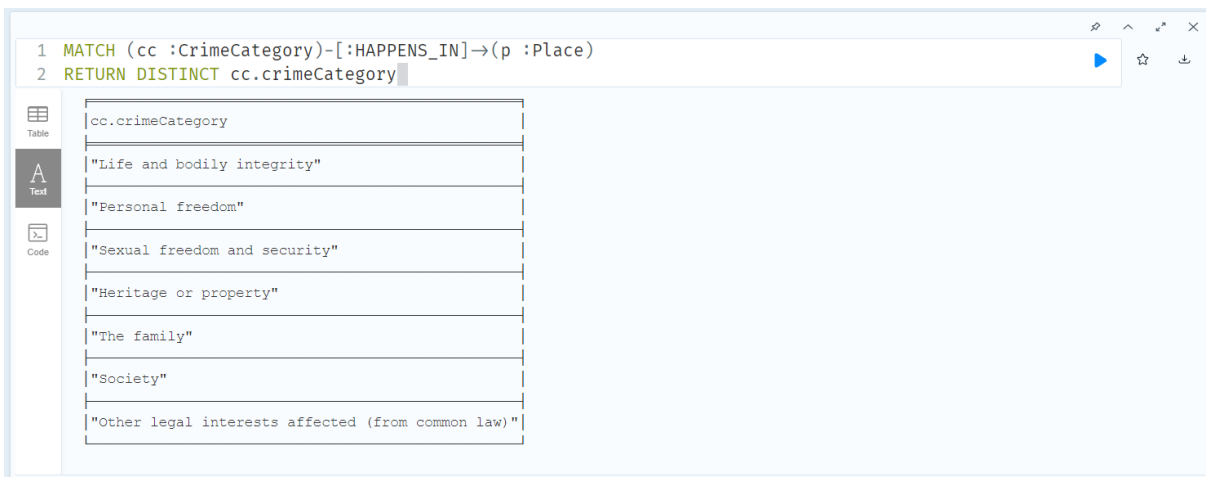 1 MATCH (cc :CrimeCategory)-[:HAPPENS_IN]→(p :Place)
2 RETURN DISTINCT cc.crimeCategory
Table
A
Text
Code
cc.crimeCategory
"Life and bodily integrity"
"Personal freedom"
"Sexual freedom and security"
"Heritage or property"
"The family"
"Society"
"Other legal interests affected (from common law)"